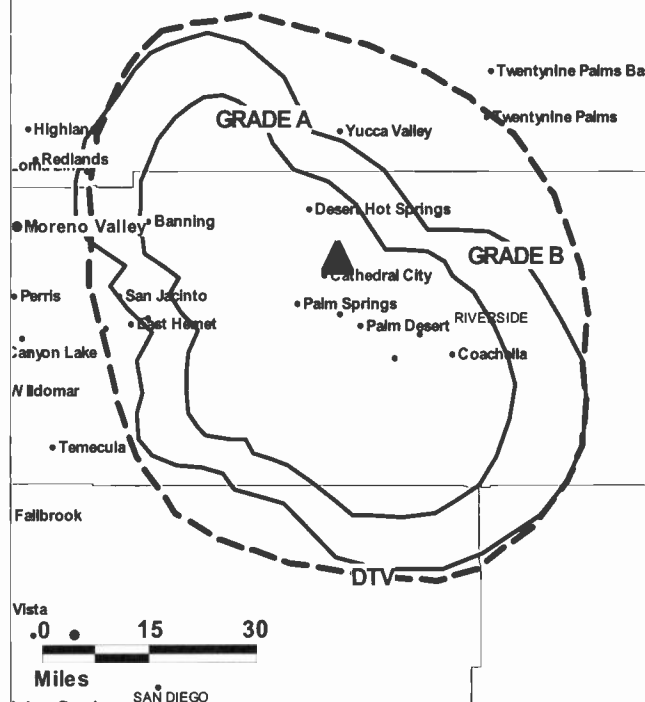 Twentynine Palms Ba
GRADE A
Twentynine Palms
Highlan
Yucca Valley
Redlands
Desert Hot Springs
Moreno Valley
Banning
GRADE B
Cathedral City
Perris
San Jacinto
Palm Springs
RIVERSIDE
East Hemet
Palm Desert
Canyon Lake
Coachella
Wildomar
Temecula
Fallbrook
DTV
Vista
0 15 30
Miles
SAN DIEGO